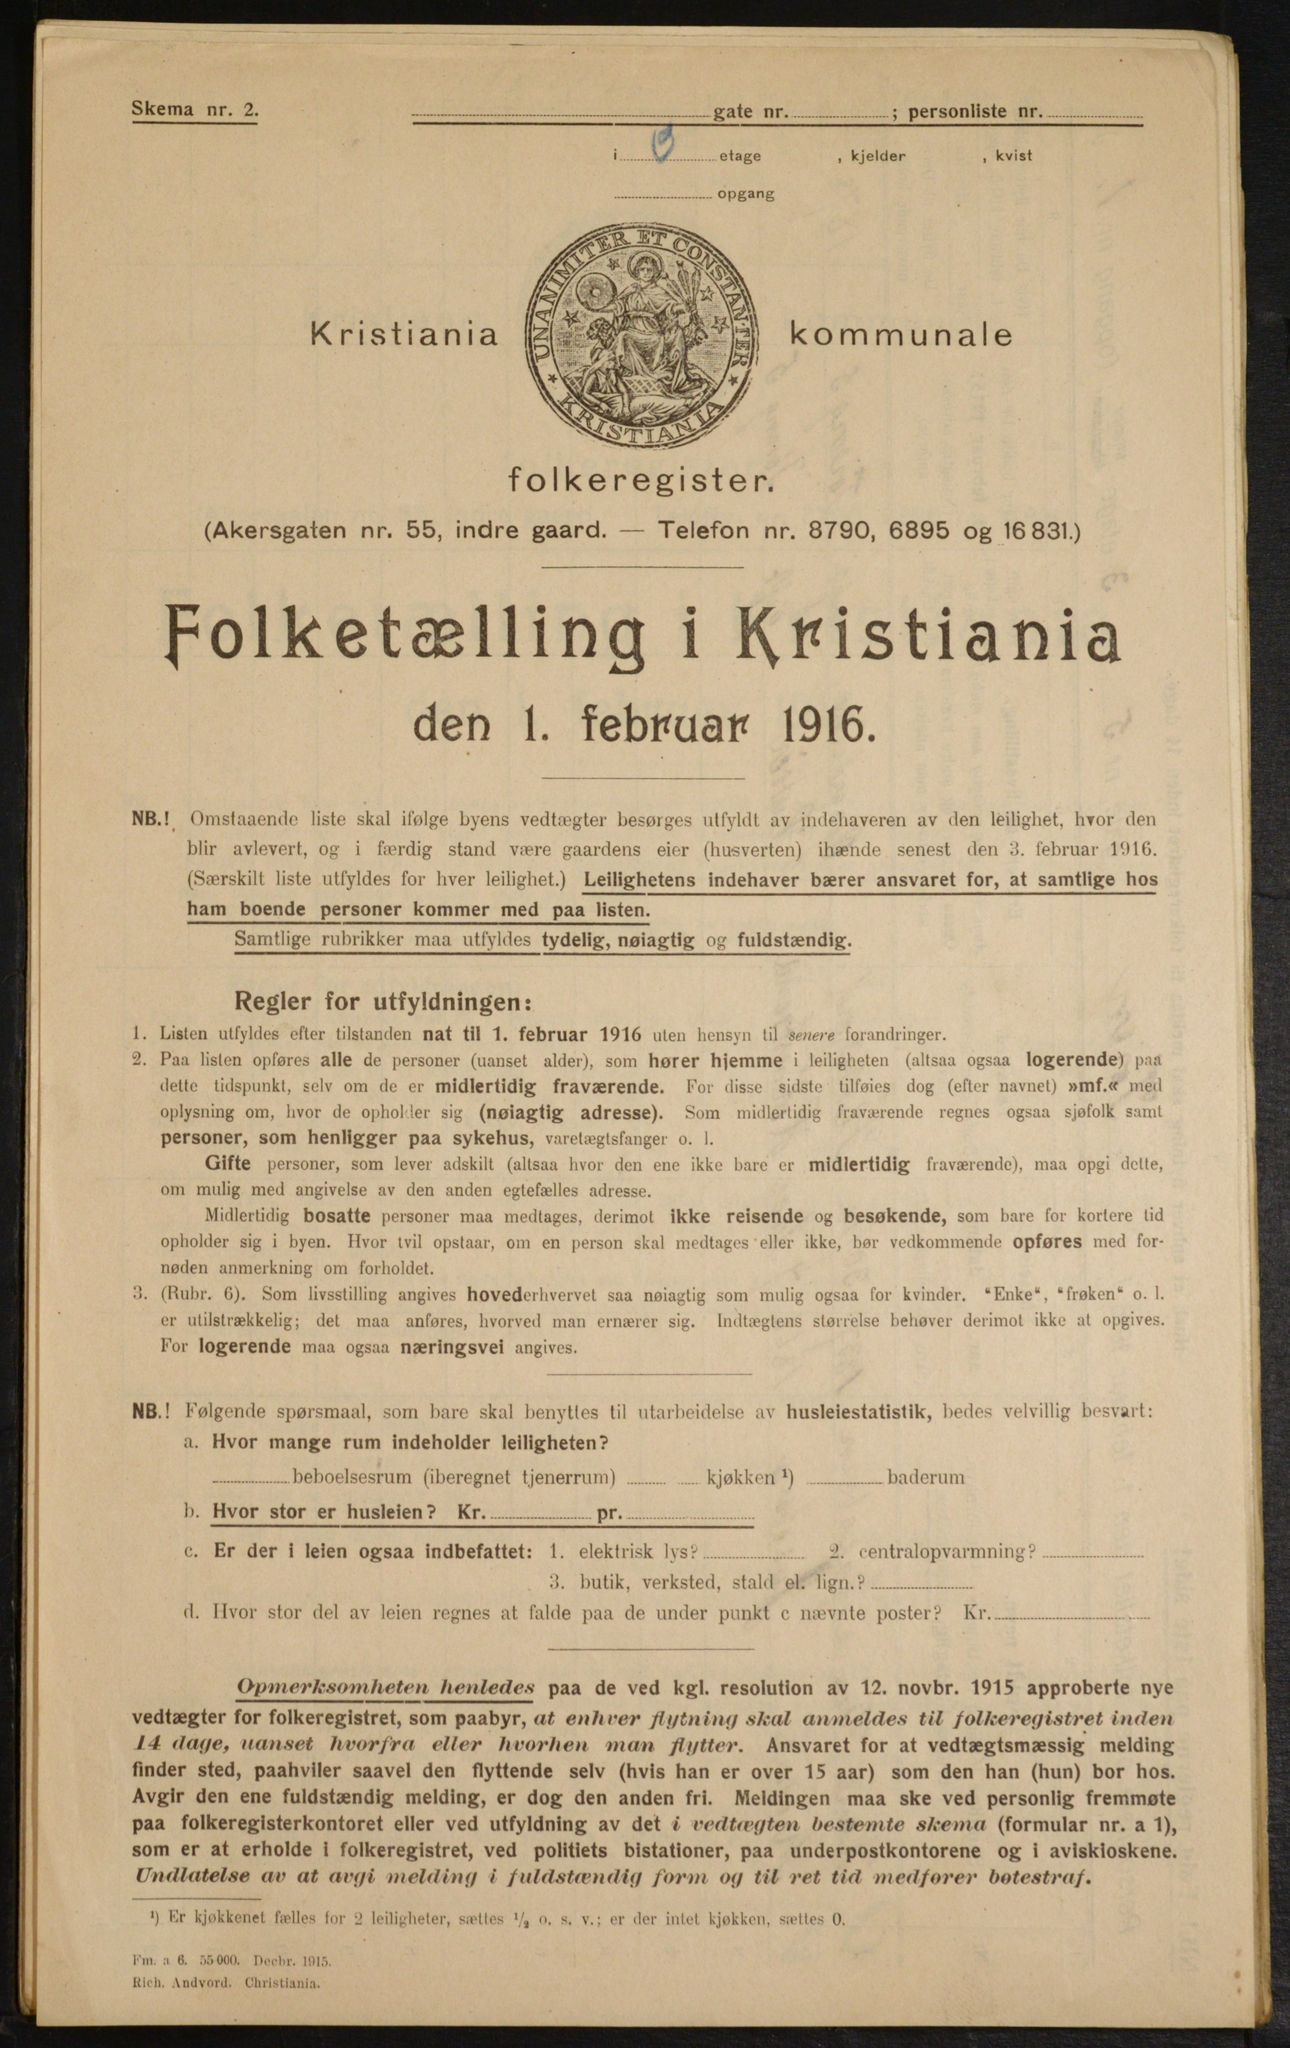 Skema nr. 2. gate nr. ; personliste nr.
i etage , kjelder , kvist
opgang
UNANIMITER ET CONSTANTER
KRISTIANIA
Kristiania kommunale
folkeregister.
(Akersgaten nr. 55, indre gaard. — Telefon nr. 8790, 6895 og 16 831.)
Folketælling i Kristiania
den 1. februar 1916.
NB.! Omstaaende liste skal ifølge byens vedtægter besørges utfyldt av indehaveren av den leilighet, hvor den
blir avlevert, og i færdig stand være gaardens eier (husverten) ihænde senest den 3. februar 1916.
(Særskilt liste utfyldes for hver leilighet.) Leilighetens indehaver bærer ansvaret for, at samtlige hos
ham boende personer kommer med paa listen.
Samtlige rubrikker maa utfyldes tydelig, nøiagtig og fuldstændig.
Regler for utfyldningen:
1. Listen utfyldes efter tilstanden nat til 1. februar 1916 uten hensyn til senere forandringer.
2. Paa listen opføres alle de personer (uanset alder), som hører hjemme i leiligheten (altsaa ogsaa logerende) paa
dette tidspunkt, selv om de er midlertidig fraværende. For disse sidste tilføies dog (efter navnet) »mf.« med
oplysning om, hvor de opholder sig (nøiagtig adresse). Som midlertidig fraværende regnes ogsaa sjøfolk samt
personer, som henligger paa sykehus, varetægtsfanger o. l.
Gifte personer, som lever adskilt (altsaa hvor den ene ikke bare er midlertidig fraværende), maa opgi dette,
om mulig med angivelse av den anden egtefælles adresse.
Midlertidig bosatte personer maa medtages, derimot ikke reisende og besøkende, som bare for kortere tid
opholder sig i byen. Hvor tvil opstaar, om en person skal medtages eller ikke, bør vedkommende opføres med for-
nøden anmerkning om forholdet.
3. (Rubr. 6). Som livsstilling angives hovederhvervet saa nøiagtig som mulig ogsaa for kvinder. "Enke", "frøken" o. l.
er utilstrækkelig; det maa anføres, hvorved man ernærer sig. Indtægtens størrelse behøver derimot ikke at opgives.
For logerende maa ogsaa næringsvei angives.
NB.! Følgende spørsmaal, som bare skal benyttes til utarbeidelse av husleiestatistik, bedes velvillig besvart:
a. Hvor mange rum indeholder leiligheten?
beboelsesrum (iberegnet tjenerrum) kjøkken ¹) baderum
b. Hvor stor er husleien? Kr. pr.
c. Er der i leien ogsaa indbefattet: 1. elektrisk lys? 2. centralopvarmning?
3. butik, verksted, stald el. lign.?
d. Hvor stor del av leien regnes at falde paa de under punkt c nævnte poster? Kr.
Opmerksomheten henledes paa de ved kgl. resolution av 12. novbr. 1915 approberte nye
vedtægter for folkeregistret, som paabyr, at enhver flytning skal anmeldes til folkeregistret inden
14 dage, uanset hvorfra eller hvorhen man flytter. Ansvaret for at vedtægtsmæssig melding
finder sted, paahviler saavel den flyttende selv (hvis han er over 15 aar) som den han (hun) bor hos.
Avgir den ene fuldstændig melding, er dog den anden fri. Meldingen maa ske ved personlig fremmøte
paa folkeregisterkontoret eller ved utfyldning av det i vedtægten bestemte skema (formular nr. a 1),
som er at erholde i folkeregistret, ved politiets bistationer, paa underpostkontorene og i aviskioskene.
Undlatelse av at avgi melding i fuldstændig form og til ret tid medfører bøtestraf.
¹) Er kjøkkenet fælles for 2 leiligheter, sættes ½ o. s. v.; er der intet kjøkken, sættes 0.
Fm. a 6. 55 000. Decbr. 1915.
Rich. Andvord. Christiania.